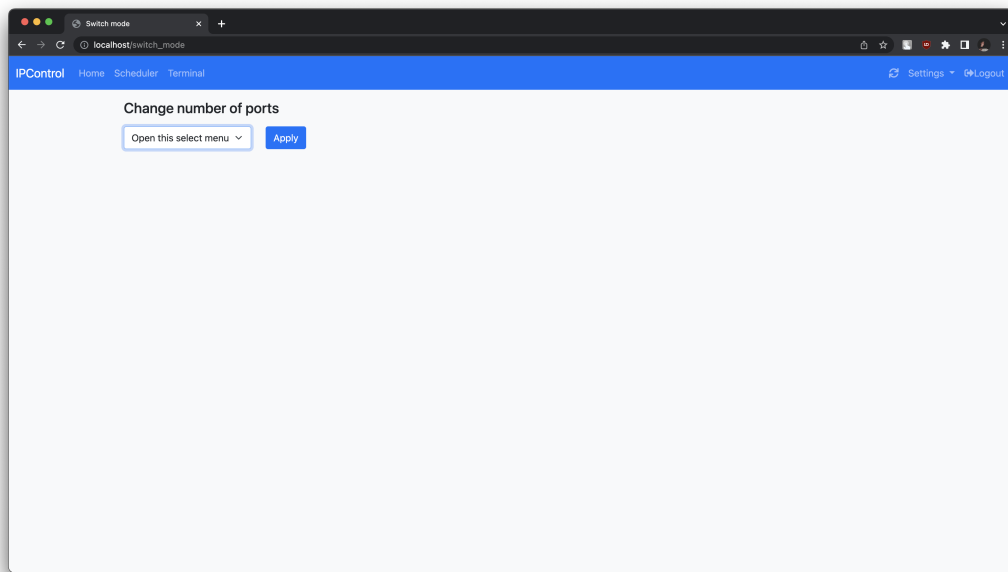 Switch mode
localhost/switch_mode
IPControl Home Scheduler Terminal Settings Logout
Change number of ports
Open this select menu Apply